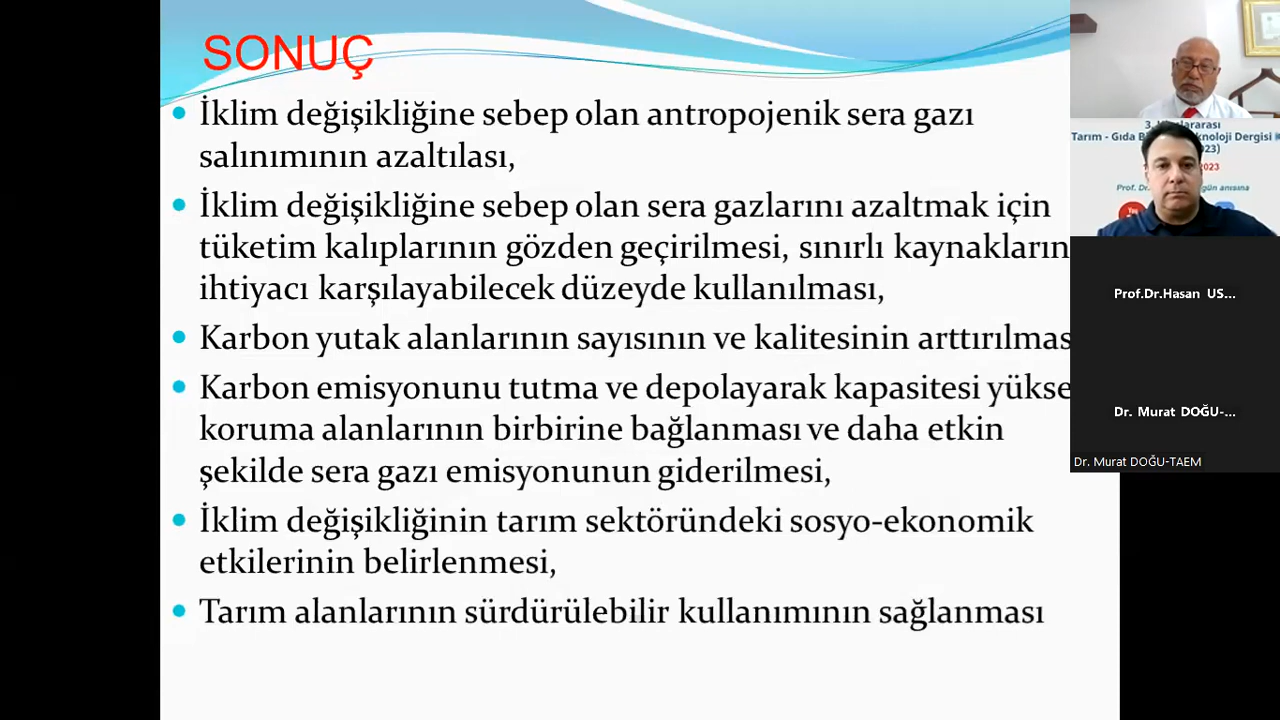 SONUÇ
• İklim değişikliğine sebep olan antropojenik sera gazı
salınımının azaltılası,
• İklim değişikliğine sebep olan sera gazlarını azaltmak için
tüketim kalıplarının gözden geçirilmesi, sınırlı kaynakların
ihtiyacı karşılayabilecek düzeyde kullanılması,
• Karbon yutak alanlarının sayısının ve kalitesinin arttırılmas
• Karbon emisyonunu tutma ve depolayarak kapasitesi yükse
koruma alanlarının birbirine bağlanması ve daha etkin
şekilde sera gazı emisyonunun giderilmesi,
• İklim değişikliğinin tarım sektöründeki sosyo-ekonomik
etkilerinin belirlenmesi,
• Tarım alanlarının sürdürülebilir kullanımının sağlanması
Tarım - Gıda Dergisi
2023
Prof. Dr. anısına
Prof.Dr.Hasan US...
Dr. Murat DOĞU-...
Dr. Murat DOĞU-TAEM